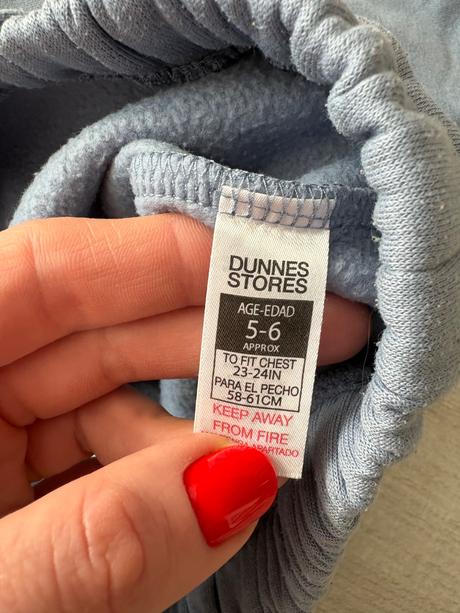 DUNNES
STORES
AGE-EDAD
5-6
APPROX
TO FIT CHEST
23-24IN
PARA EL PECHO
58-61CM
KEEP AWAY
FROM FIRE
APARTADO